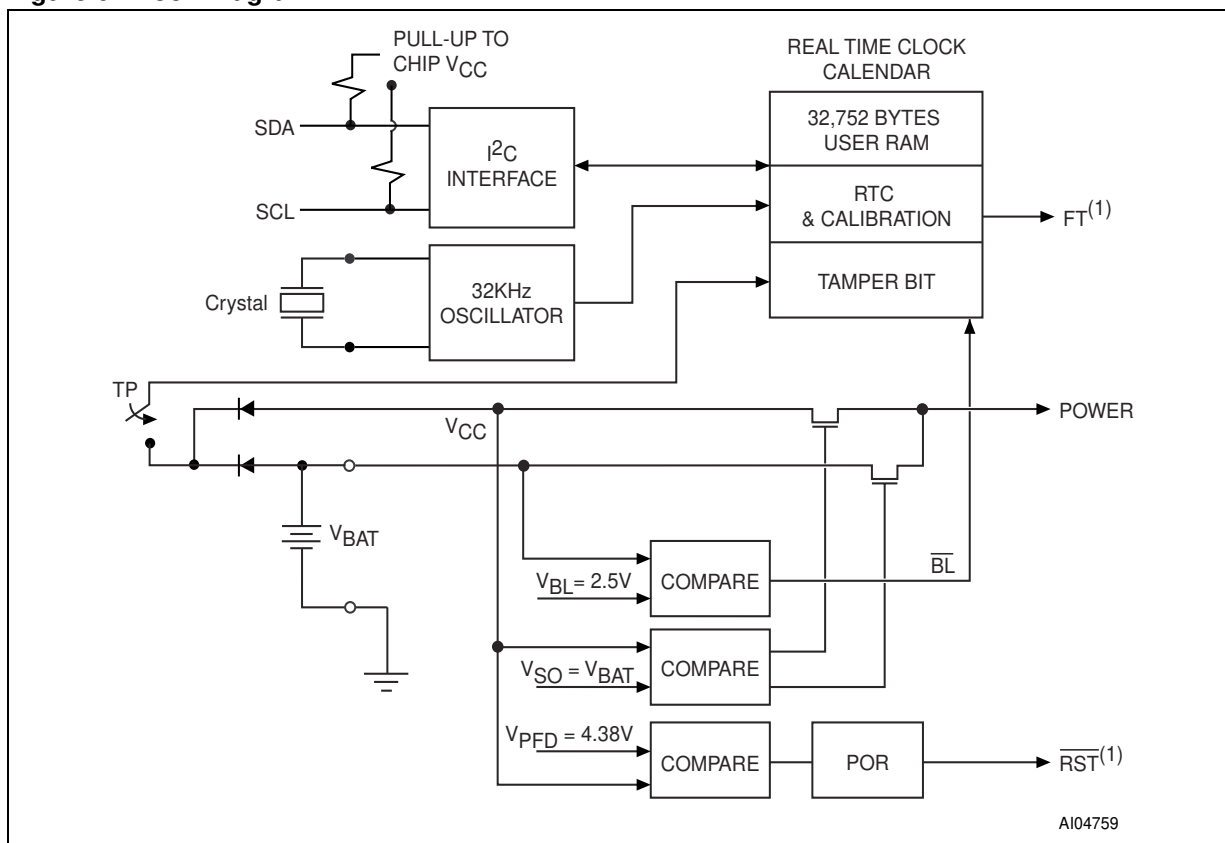 PULL-UP TO
CHIP VCC
REAL TIME CLOCK
CALENDAR
32,752 BYTES
USER RAM
SDA
I2C
INTERFACE
RTC
& CALIBRATION
SCL
FT(1)
TAMPER BIT
Crystal
32KHz
OSCILLATOR
TP
VCC
POWER
VBAT
VBL= 2.5V
COMPARE
BL
VSO = VBAT
COMPARE
VPFD = 4.38V
COMPARE
POR
RST(1)
AI04759